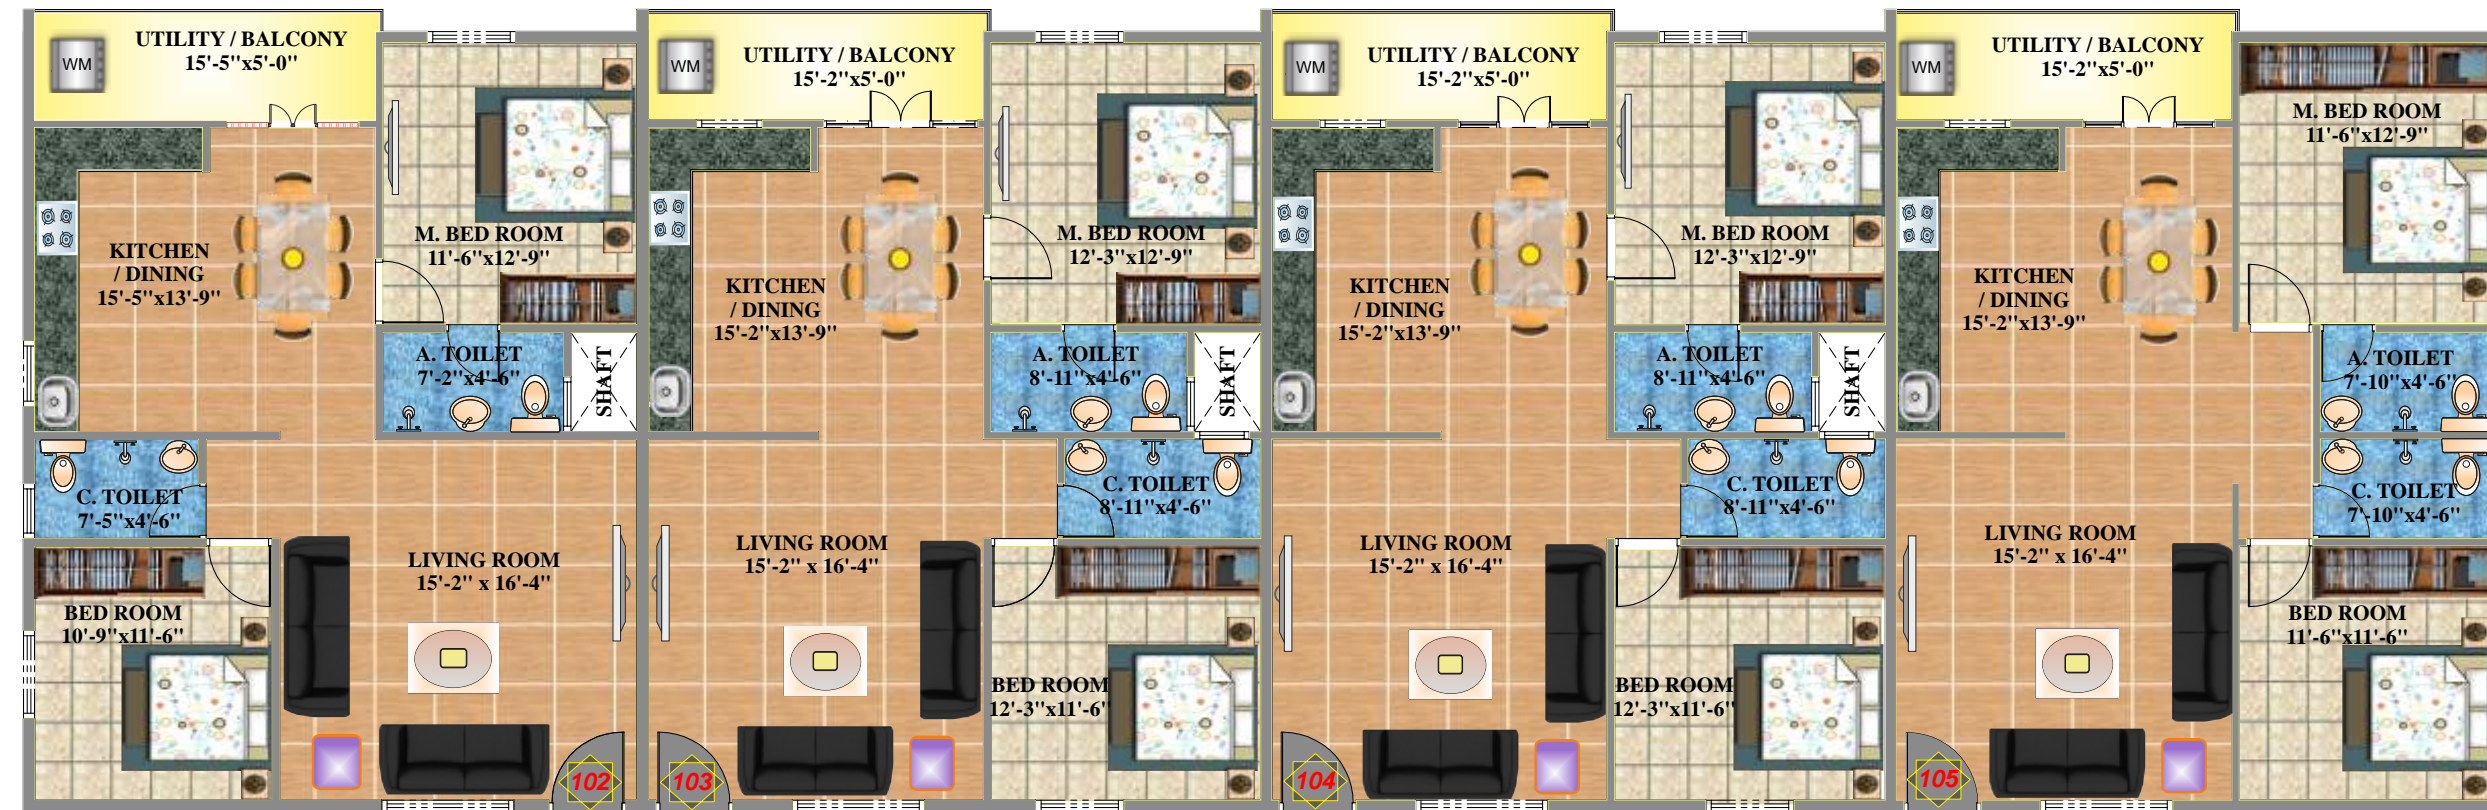 WM
UTILITY / BALCONY
15'-5"x5'-0"
M. BED ROOM
11'-6"x12'-9"
KITCHEN
/ DINING
15'-5"x13'-9"
A. TOILET
7'-2"x4'-6"
SHAFT
C. TOILET
7'-5"x4'-6"
LIVING ROOM
15'-2" x 16'-4"
BED ROOM
10'-9"x11'-6"
102
WM
UTILITY / BALCONY
15'-2"x5'-0"
M. BED ROOM
12'-3"x12'-9"
KITCHEN
/ DINING
15'-2"x13'-9"
A. TOILET
8'-11"x4'-6"
SHAFT
C. TOILET
8'-11"x4'-6"
LIVING ROOM
15'-2" x 16'-4"
BED ROOM
12'-3"x11'-6"
103
WM
UTILITY / BALCONY
15'-2"x5'-0"
M. BED ROOM
12'-3"x12'-9"
KITCHEN
/ DINING
15'-2"x13'-9"
A. TOILET
8'-11"x4'-6"
SHAFT
C. TOILET
8'-11"x4'-6"
LIVING ROOM
15'-2" x 16'-4"
BED ROOM
12'-3"x11'-6"
104
WM
UTILITY / BALCONY
15'-2"x5'-0"
M. BED ROOM
11'-6"x12'-9"
KITCHEN
/ DINING
15'-2"x13'-9"
A. TOILET
7'-10"x4'-6"
C. TOILET
7'-10"x4'-6"
LIVING ROOM
15'-2" x 16'-4"
BED ROOM
11'-6"x11'-6"
105